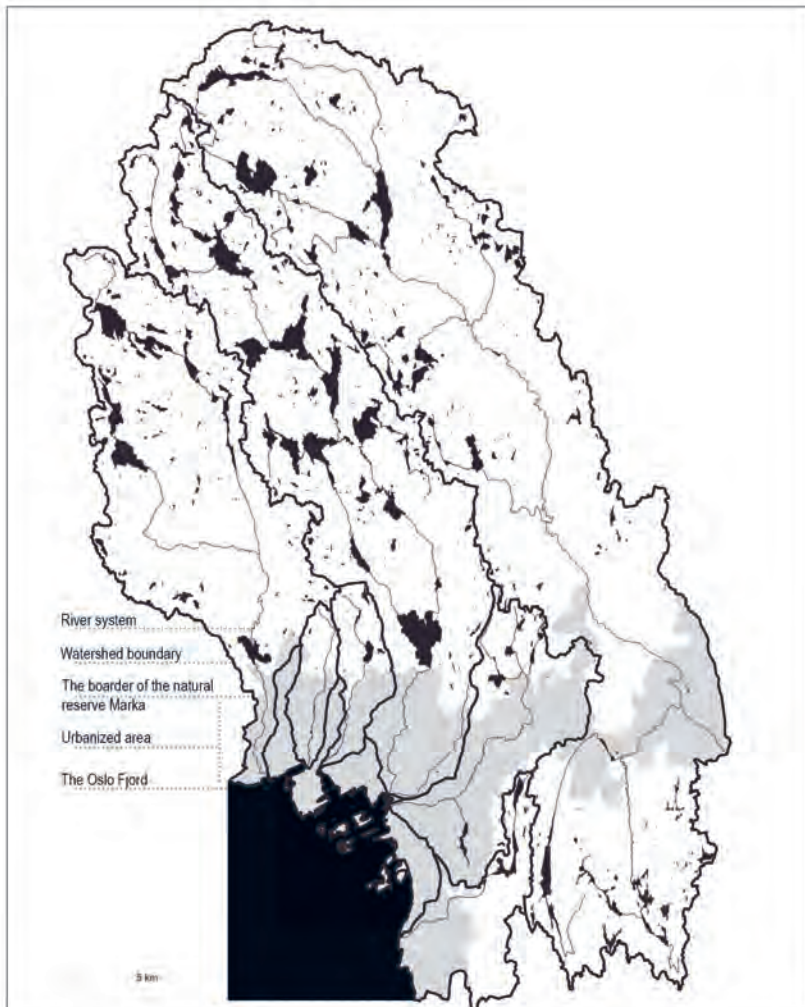 River system
Watershed boundary
The boarder of the natural
reserve Marka
Urbanized area
The Oslo Fjord
5 km